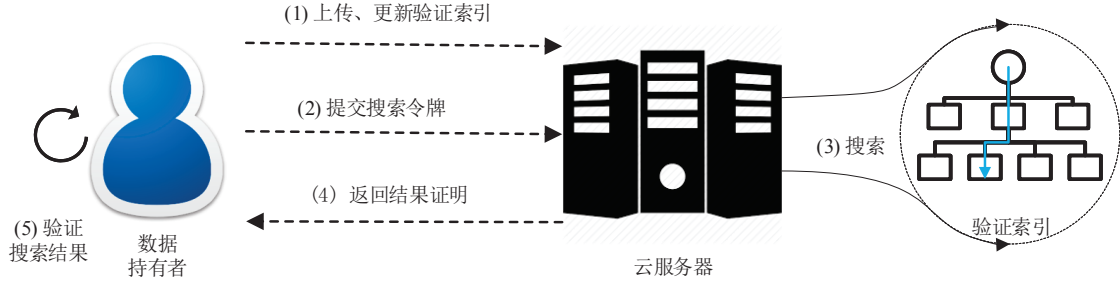 (1) 上传、更新验证索引
(2) 提交搜索令牌
(3) 搜索
(4) 返回结果证明
(5) 验证
搜索结果
数据
持有者
云服务器
验证索引